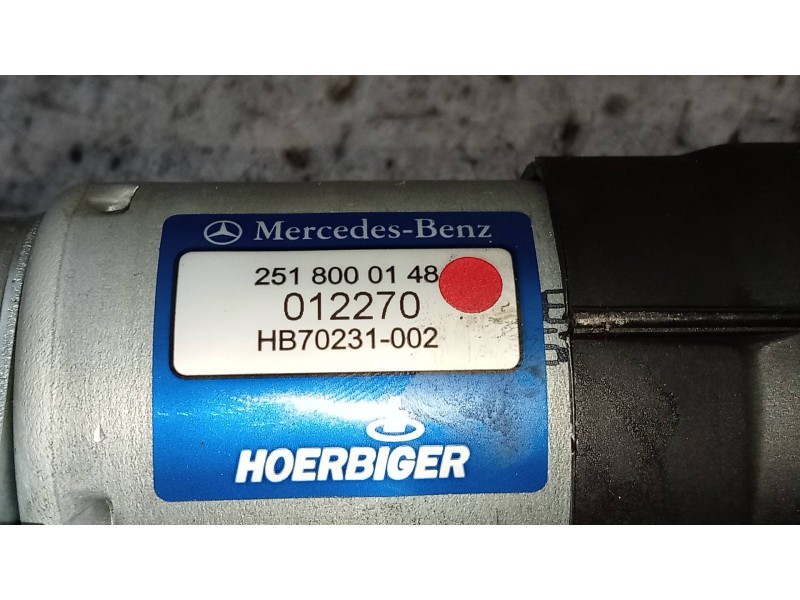 Mercedes-Benz
251 800 01 48
012270
HB70231-002
HOERBIGER